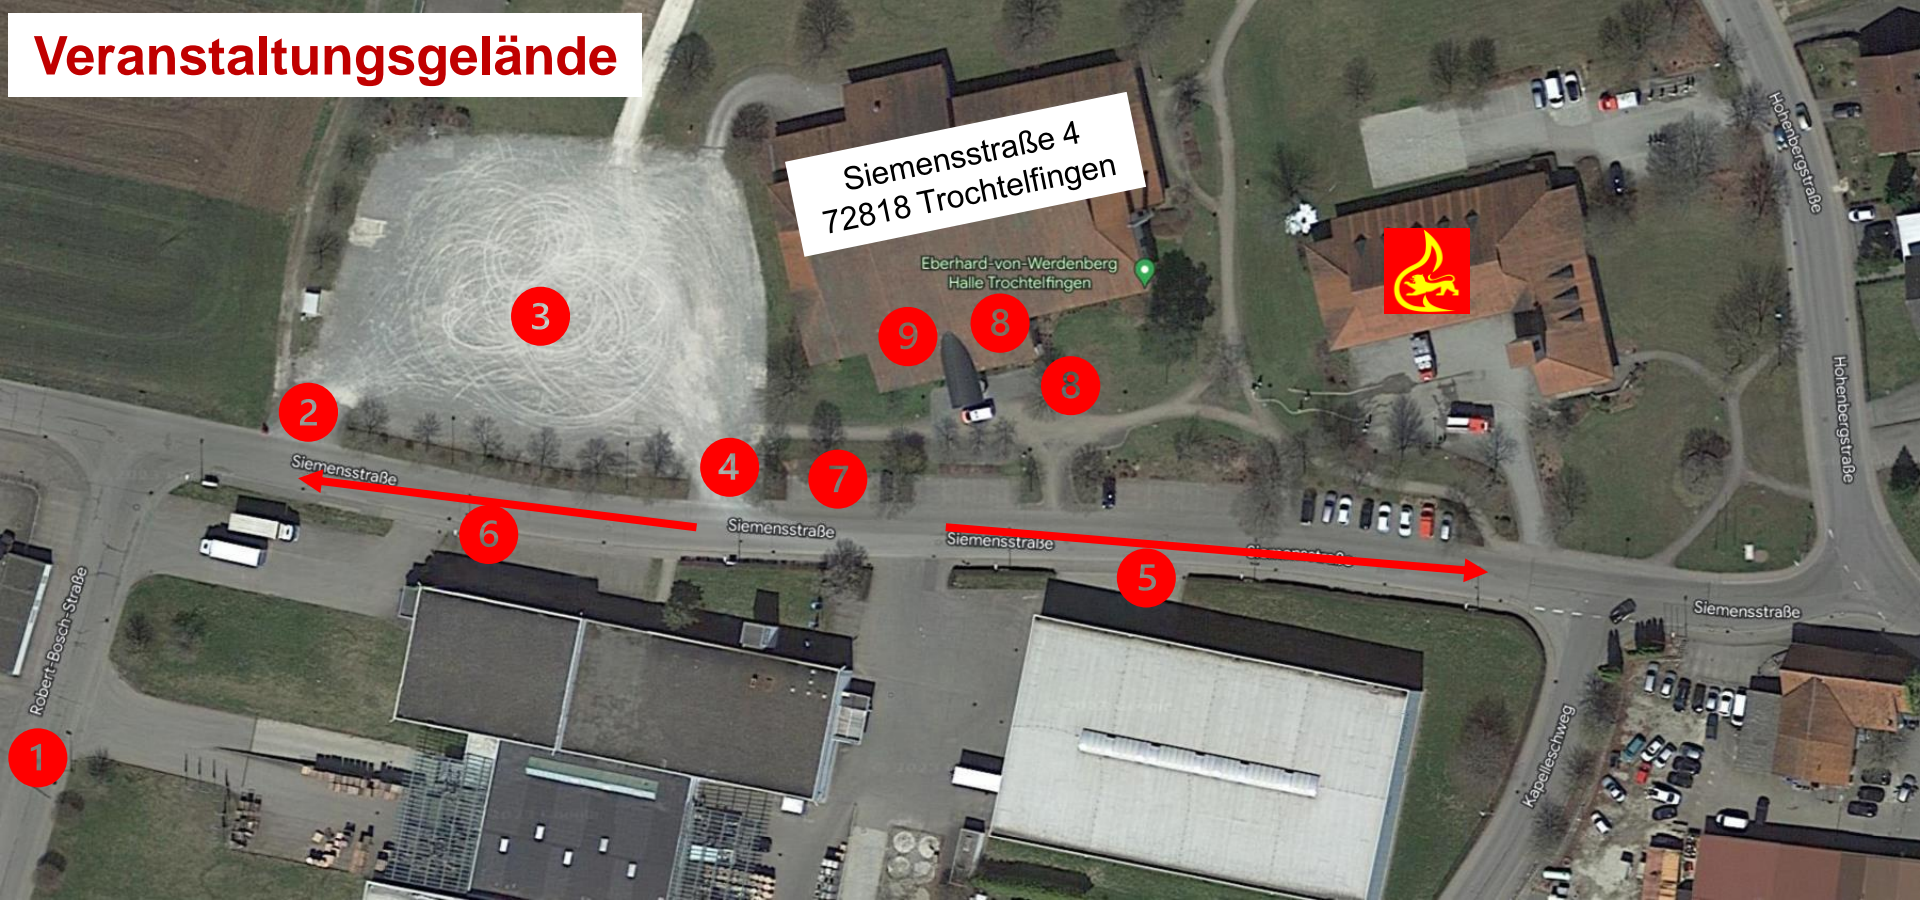 Veranstaltungsgelände
Siemensstraße 4
72818 Trochtelfingen
Eberhard-von-Werdenberg
Halle Trochtelfingen
Hohenbergstraße
Hohenbergstraße
3
9
8
8
2
4
7
Siemensstraße
6
Siemensstraße
Siemensstraße
Siemensstraße
5
Siemensstraße
Robert-Bosch-Straße
1
Kapelleschweg